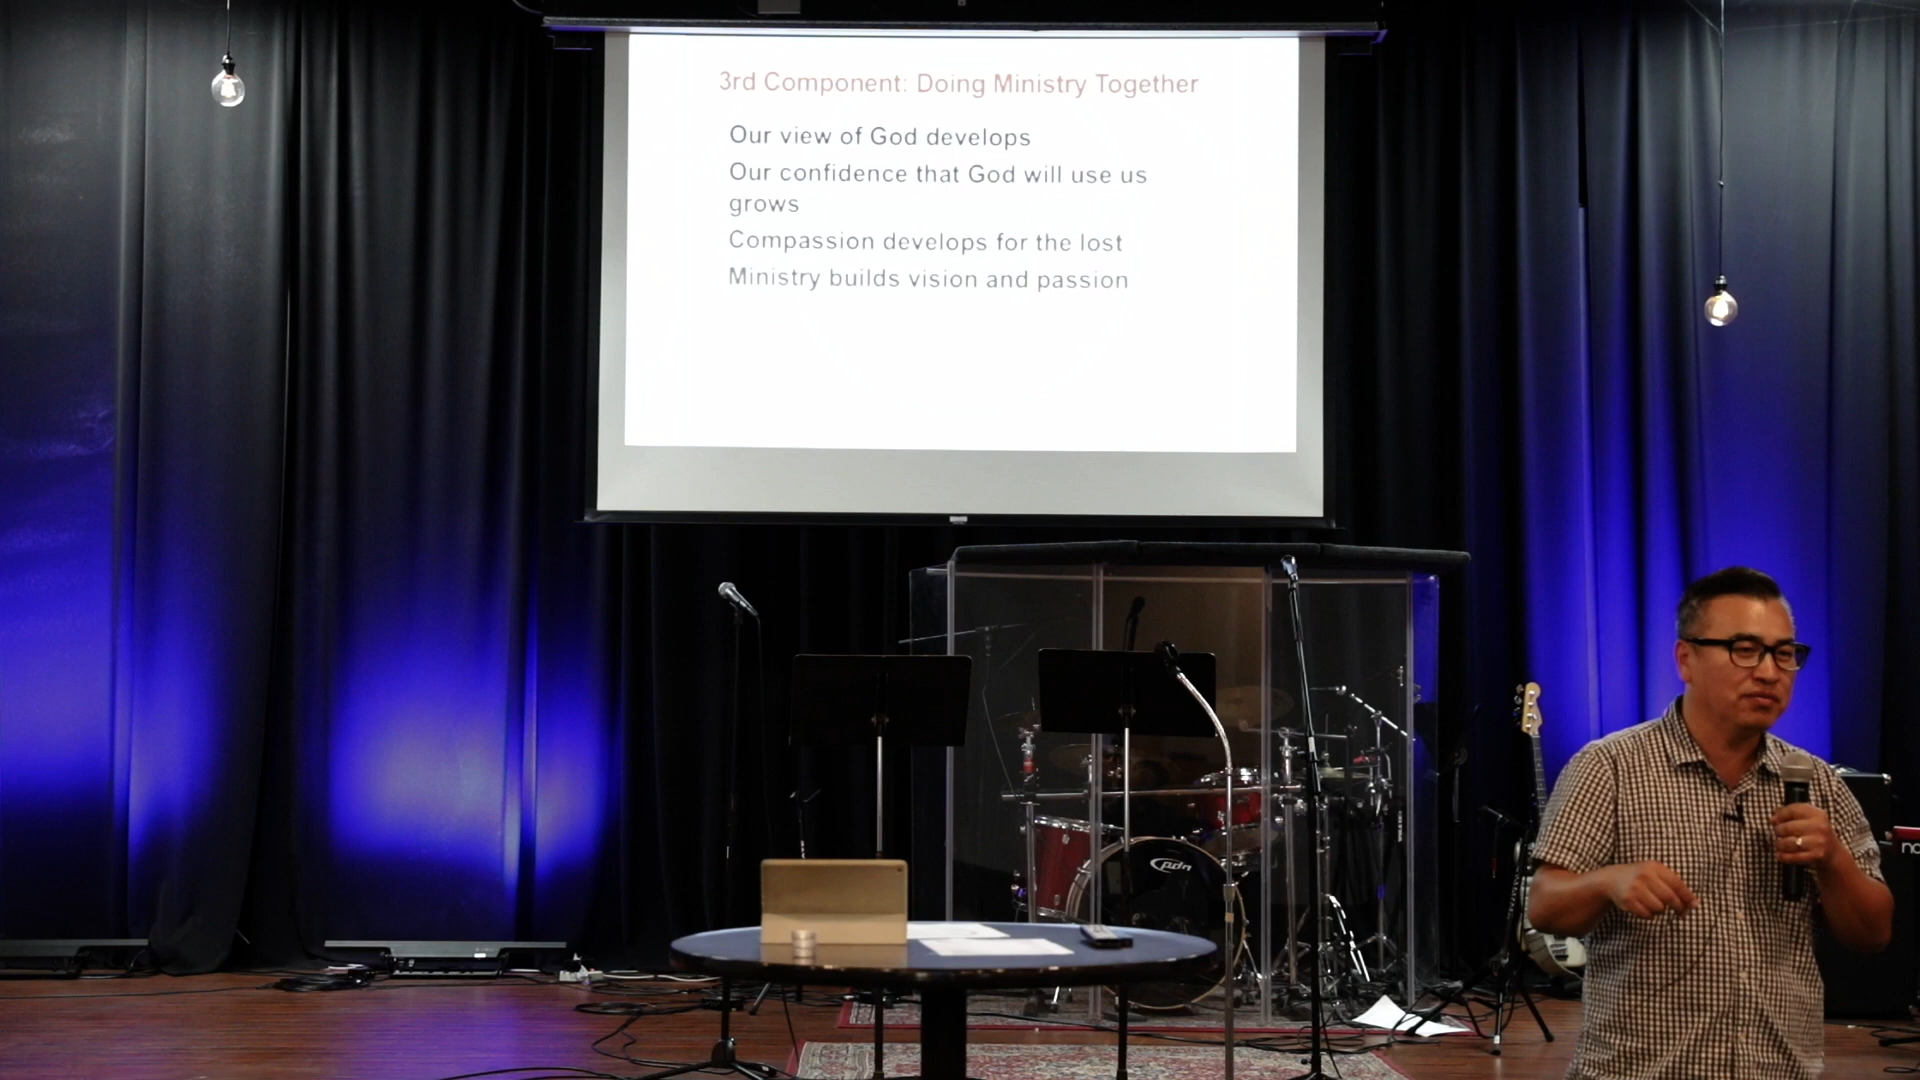 3rd Component: Doing Ministry Together
Our view of God develops
Our confidence that God will use us
grows
Compassion develops for the lost
Ministry builds vision and passion
pdp